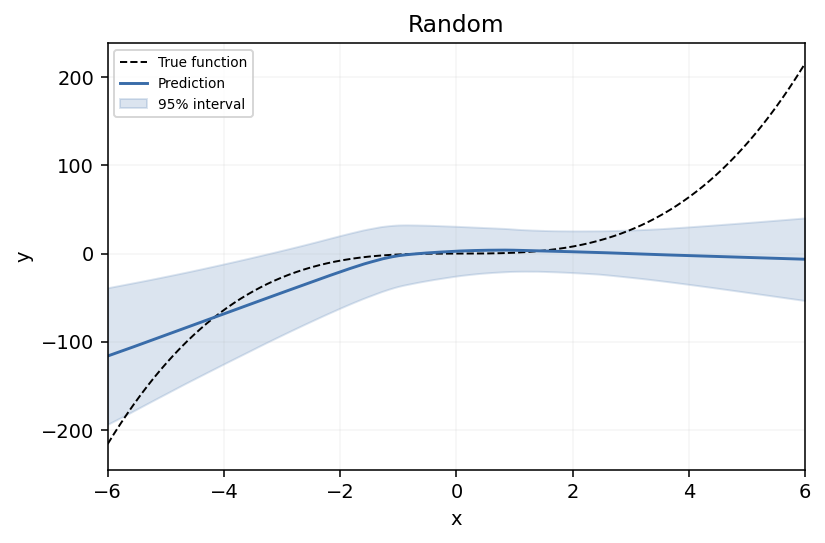 Random
True function
Prediction
95% interval
200
100
0
−100
−200
y
−6
−4
−2
0
2
4
6
x